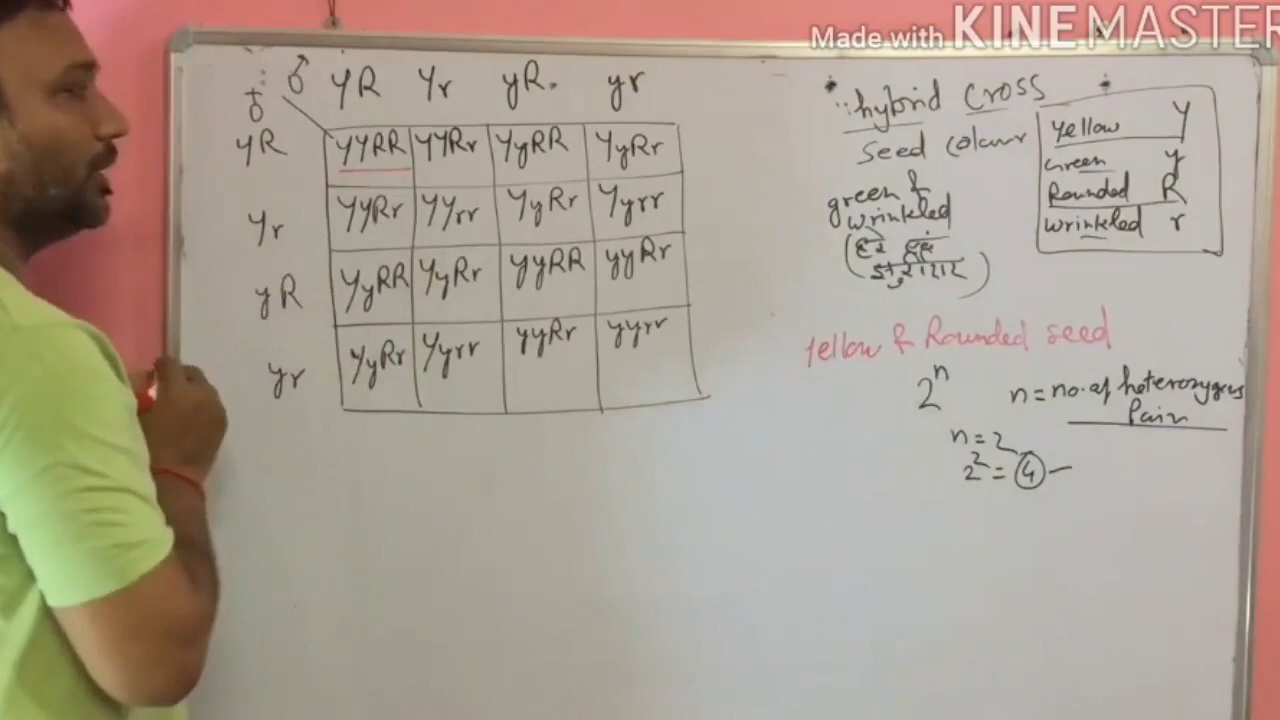 Made with KINEMASTER
♂ YR Yr yR. yr
♀
YR YYRR YYRr YyRR YyRr
Yr YYRr YYrr YyRr Yyrr
yR YyRR YyRr yyRR yyRr
yr YyRr Yyrr yyRr yyrr
hybrid cross
Seed colour
green &
wrinkled
yellow Y
Green y
Rounded R
wrinkled r
Yellow & Rounded seed
2ⁿ n = no. of heterozygous
Pair
n = 2
2² = 4 –